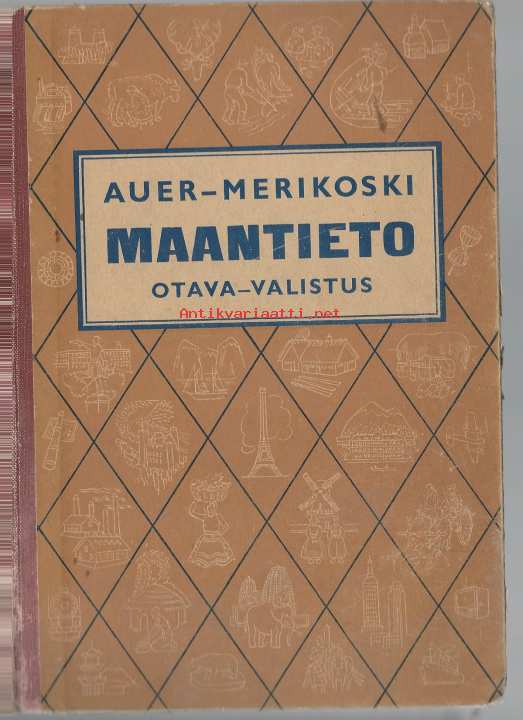 AUER–MERIKOSKI
MAANTIETO
OTAVA–VALISTUS
Antikvariaatti.net